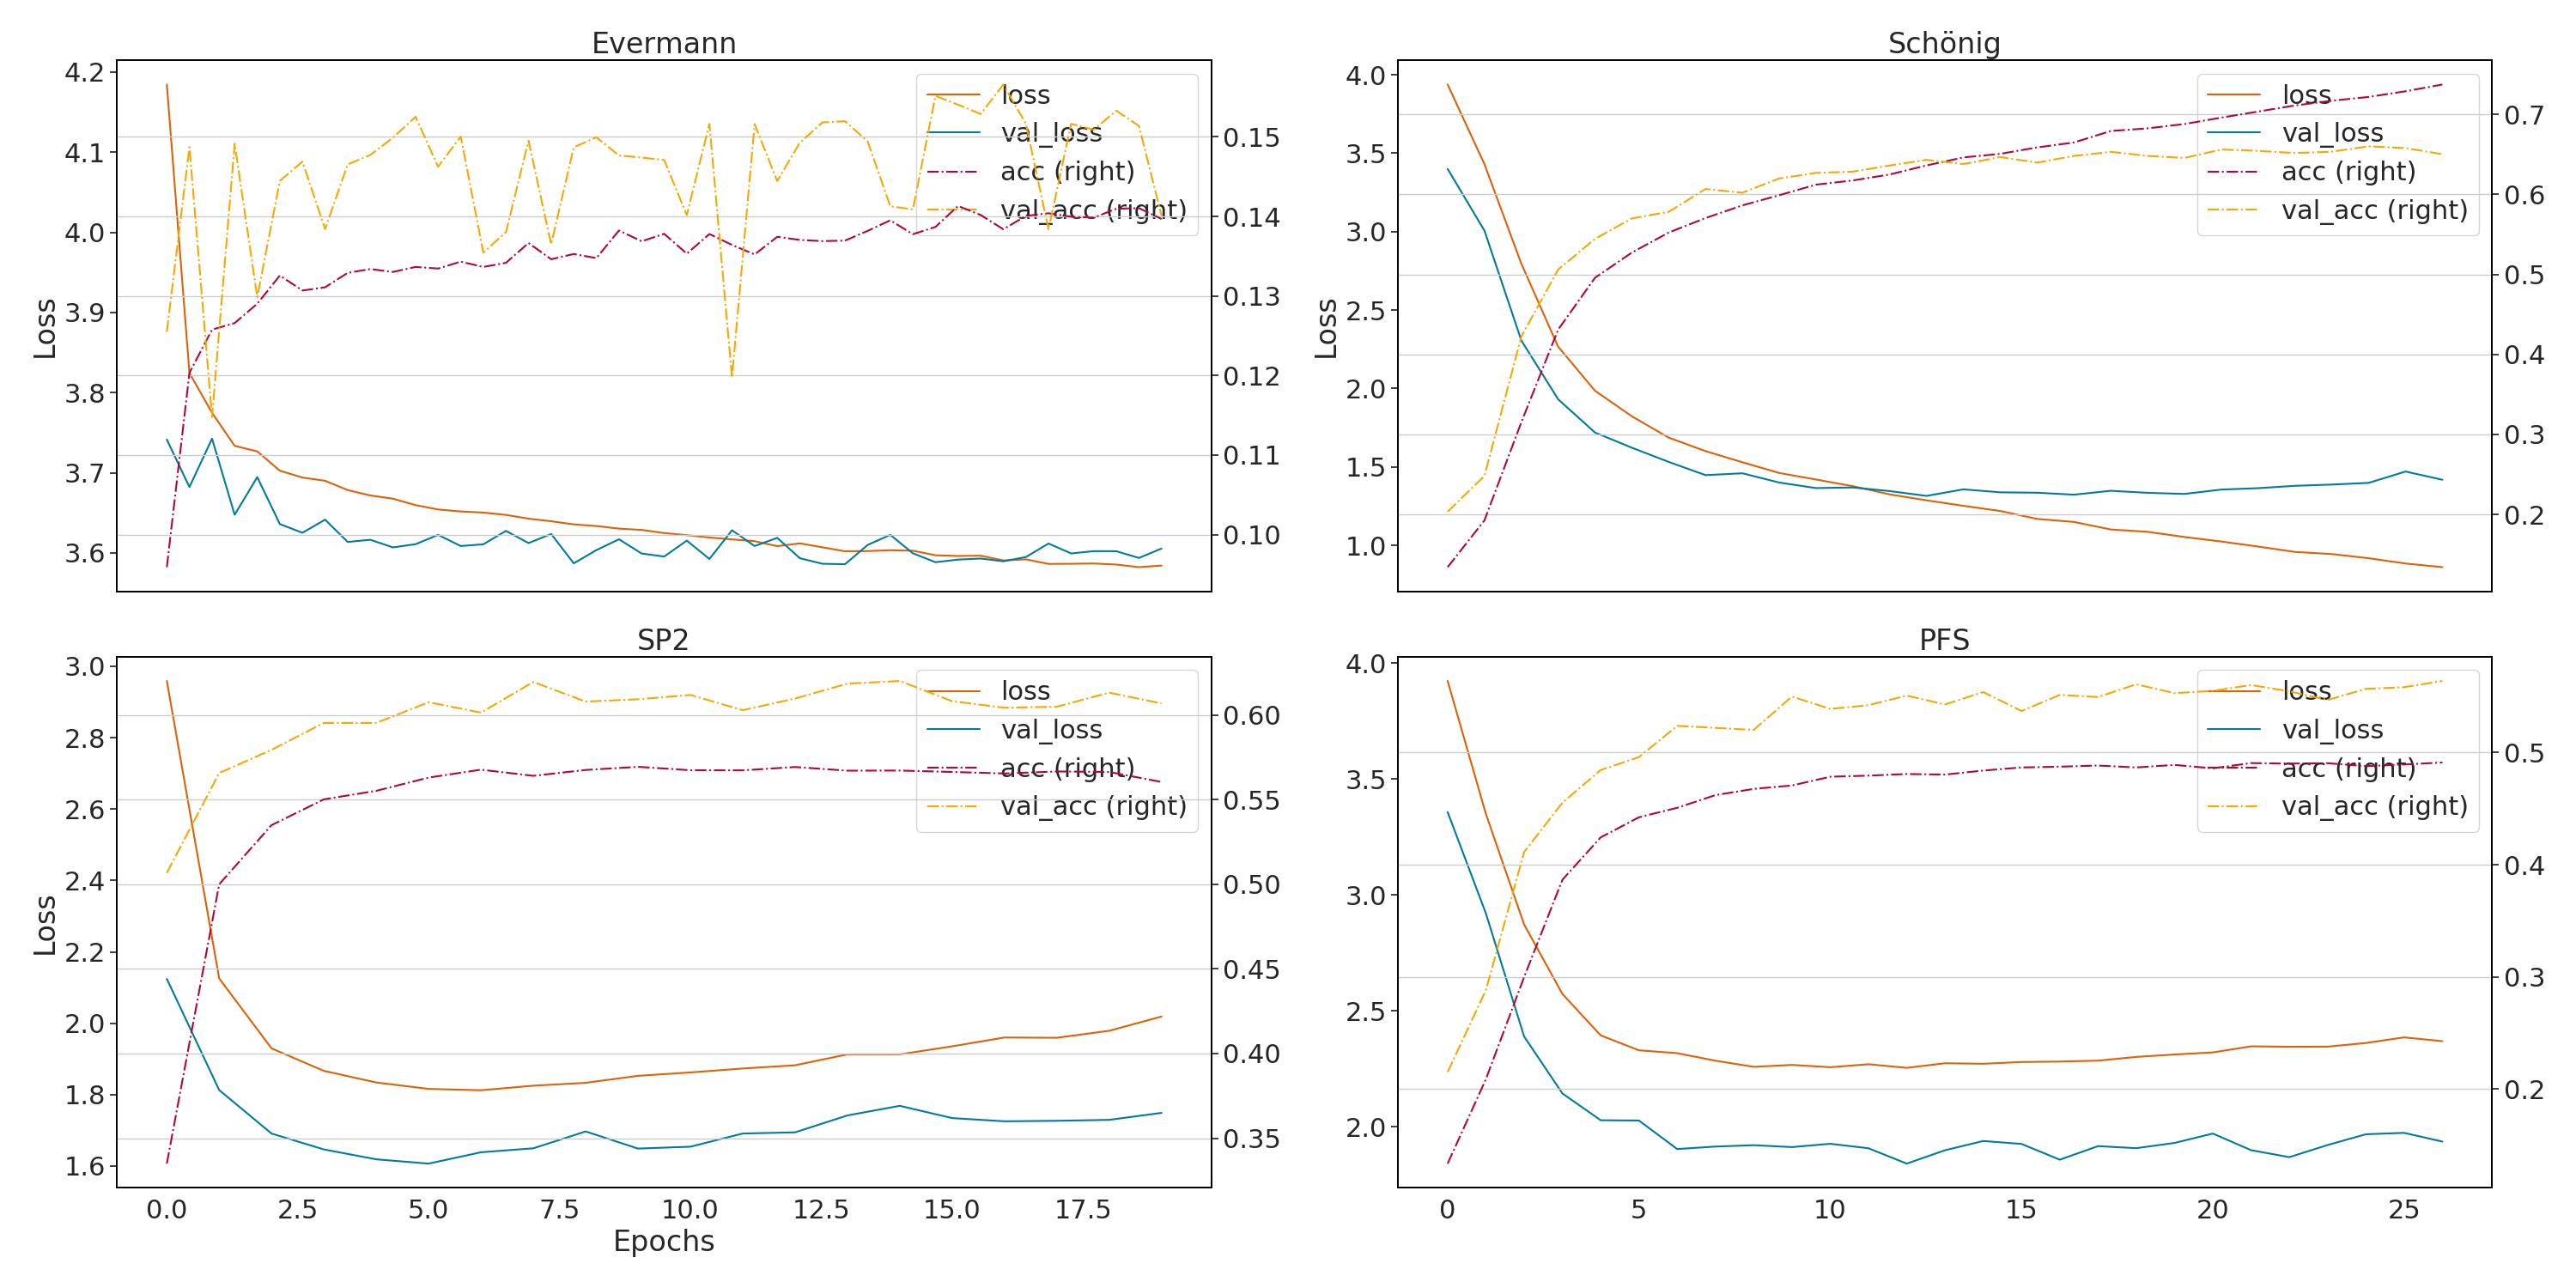 Evermann
4.2
4.1
4.0
3.9
3.8
3.7
3.6
Loss
0.15
0.14
0.13
0.12
0.11
0.10
loss
val_loss
acc (right)
val_acc (right)
Schönig
4.0
3.5
3.0
2.5
2.0
1.5
1.0
Loss
0.7
0.6
0.5
0.4
0.3
0.2
loss
val_loss
acc (right)
val_acc (right)
SP2
3.0
2.8
2.6
2.4
2.2
2.0
1.8
1.6
Loss
0.60
0.55
0.50
0.45
0.40
0.35
loss
val_loss
acc (right)
val_acc (right)
0.0 2.5 5.0 7.5 10.0 12.5 15.0 17.5
Epochs
PFS
4.0
3.5
3.0
2.5
2.0
0.5
0.4
0.3
0.2
loss
val_loss
acc (right)
val_acc (right)
0 5 10 15 20 25